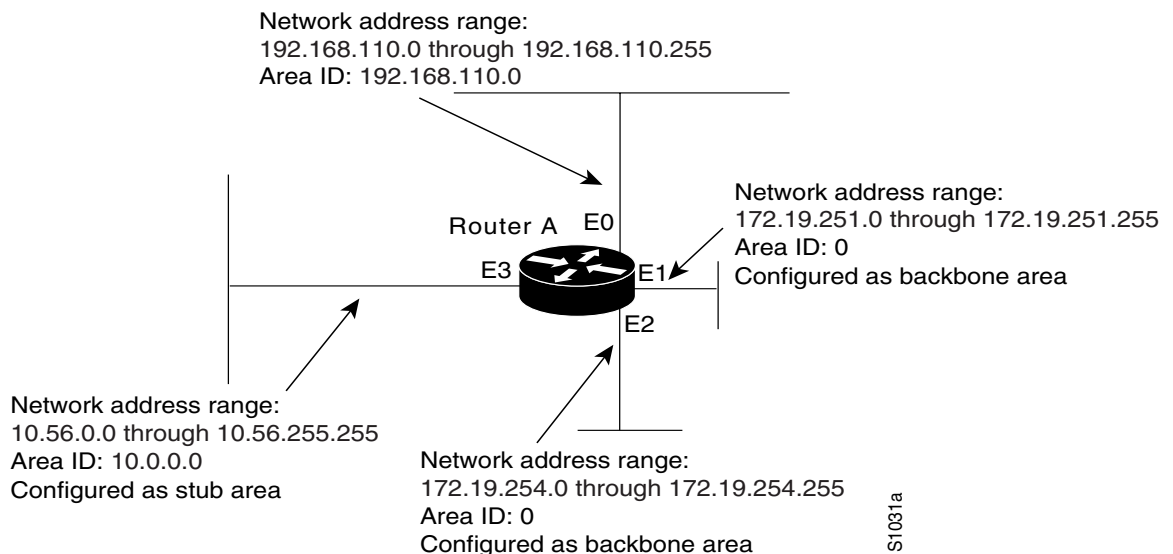 Network address range:
192.168.110.0 through 192.168.110.255
Area ID: 192.168.110.0
Network address range:
172.19.251.0 through 172.19.251.255
Area ID: 0
Configured as backbone area
Router A
E0
E3
E1
E2
Network address range:
10.56.0.0 through 10.56.255.255
Area ID: 10.0.0.0
Configured as stub area
Network address range:
172.19.254.0 through 172.19.254.255
Area ID: 0
Configured as backbone area
S1031a